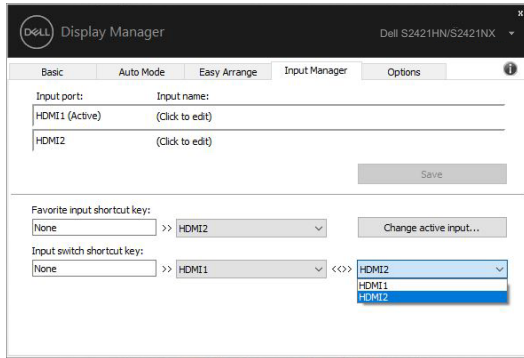 x
DELL Display Manager Dell S2421HN/S2421NX
Basic Auto Mode Easy Arrange Input Manager Options i
Input port: Input name:
HDMI1 (Active) (Click to edit)
HDMI2 (Click to edit)
Save
Favorite input shortcut key:
None >> HDMI2 Change active input...
Input switch shortcut key:
None >> HDMI1 <<>> HDMI2
HDMI1
HDMI2